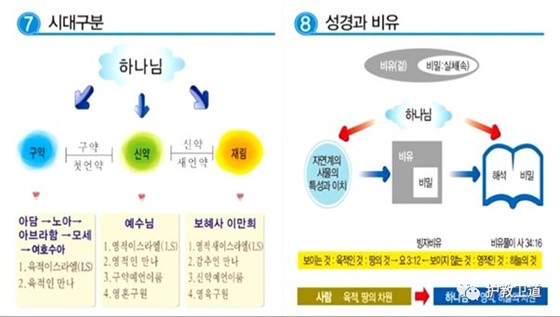 7 시대구분
하나님
구약
구약
첫언약
신약
신약
새언약
재림
아담→노아→
아브라함→모세
→여호수아
1. 육적이스라엘(I.S)
2. 육적인 만나
예수님
1. 영적이스라엘(I.S)
2. 영적인 만나
3. 구약예언이룸
4. 영혼구원
보혜사 이만희
1. 영적새이스라엘(I.S)
2. 감추인 만나
3. 신약예언이룸
4. 영육구원
8 성경과 비유
비유(겉)
비밀:실체(속)
하나님
자연계의
사물의
특성과 이치
비유
비밀
해석
비밀
빙자비유
비유풀이 사 34:16
보이는 것 : 육적인 것 : 땅의 것 → 요 3:12 ← 보이지 않는 것 : 영적인 것 : 하늘의 것
사람 육적, 땅의 차원
하나님
护教卫道